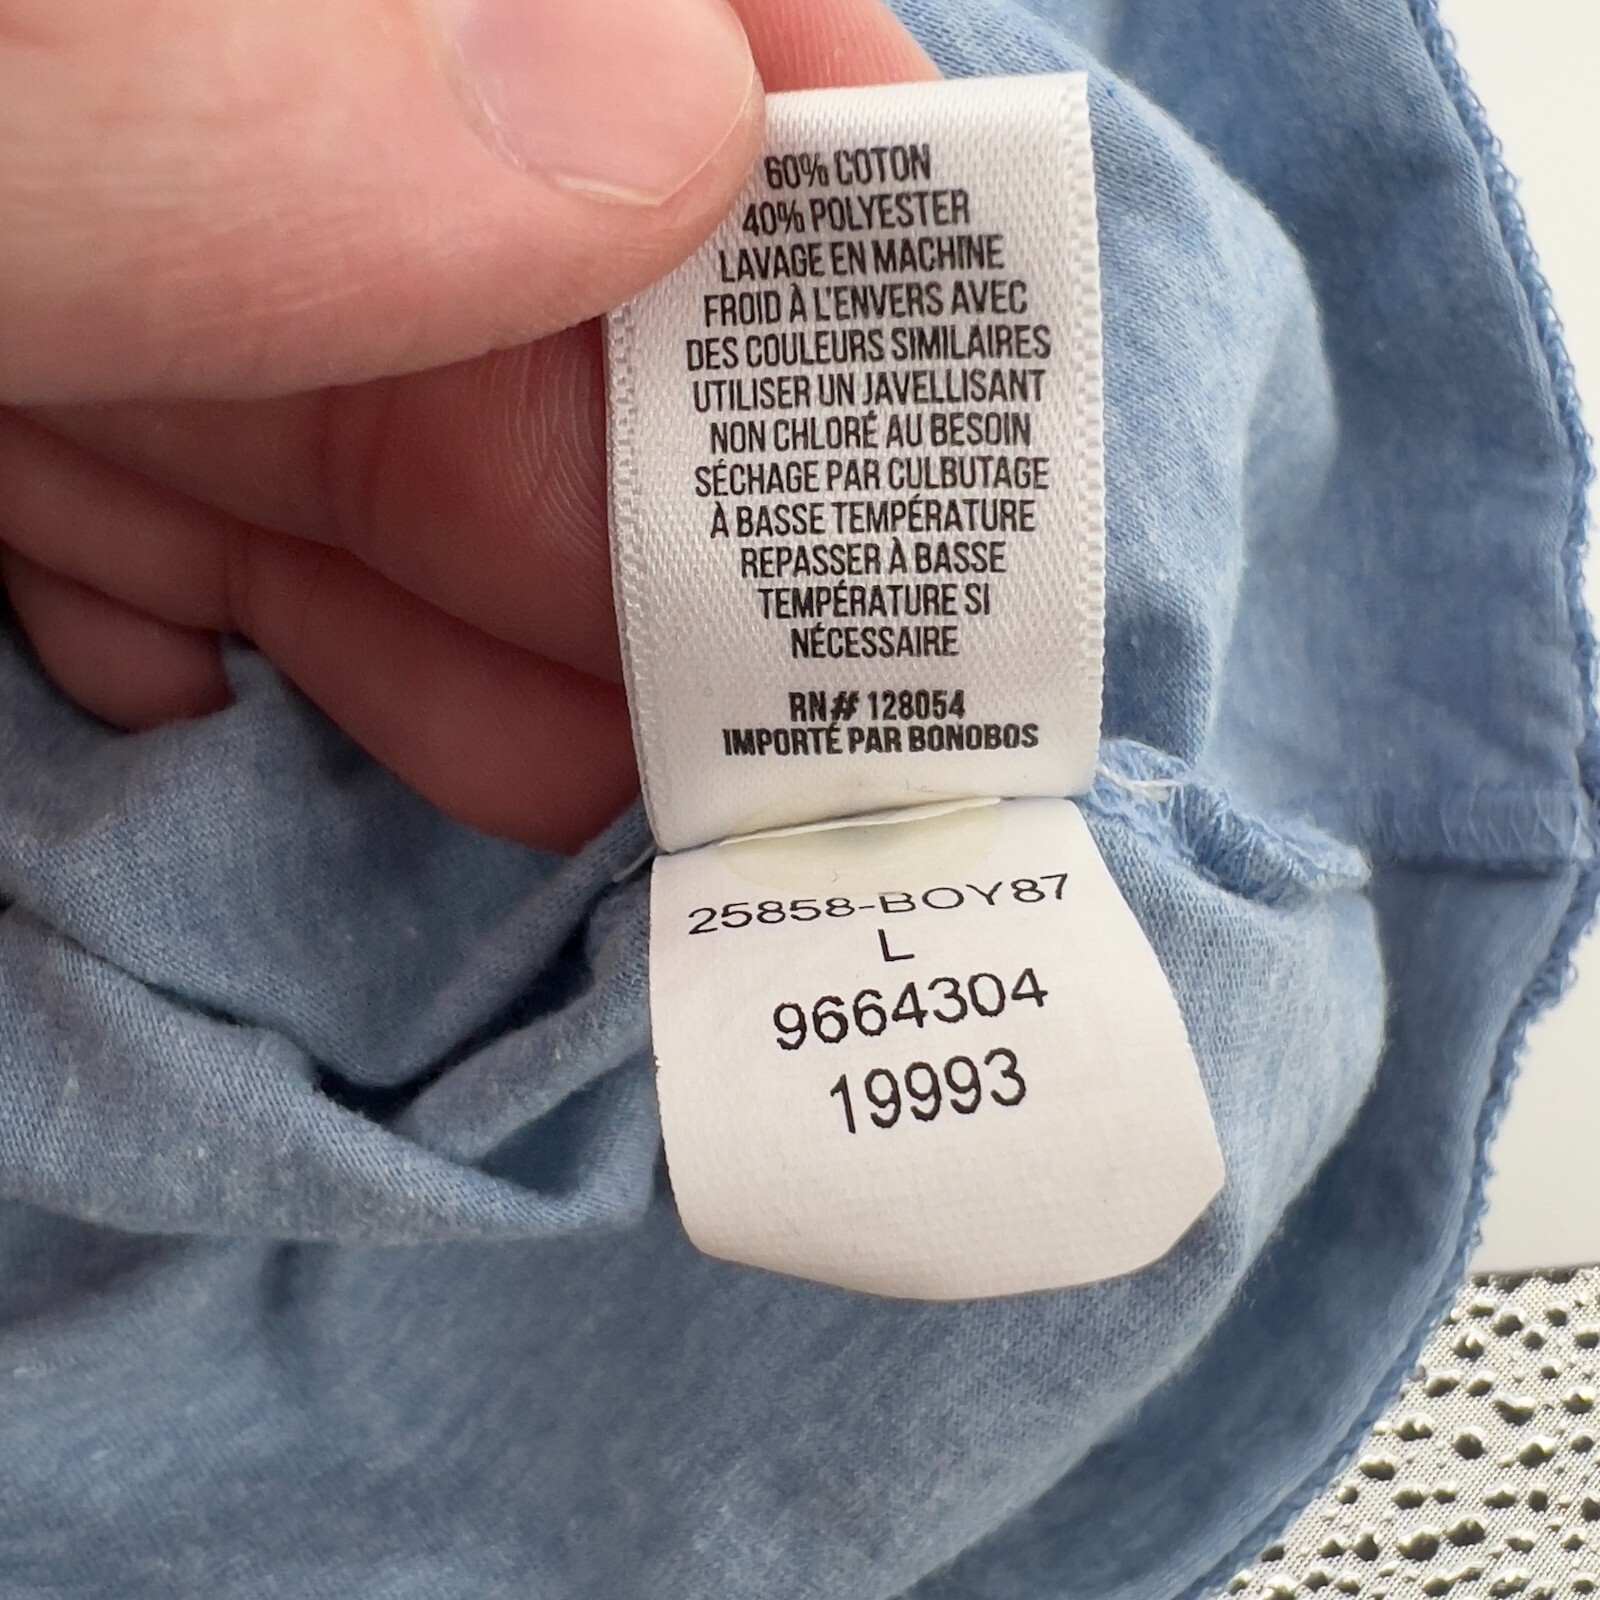 60% COTON
40% POLYESTER
LAVAGE EN MACHINE
FROID À L'ENVERS AVEC
DES COULEURS SIMILAIRES
UTILISER UN JAVELLISANT
NON CHLORÉ AU BESOIN
SÉCHAGE PAR CULBUTAGE
À BASSE TEMPÉRATURE
REPASSER À BASSE
TEMPÉRATURE SI
NÉCESSAIRE
RN# 128054
IMPORTÉ PAR BONOBOS
25858-BOY87
L
9664304
19993